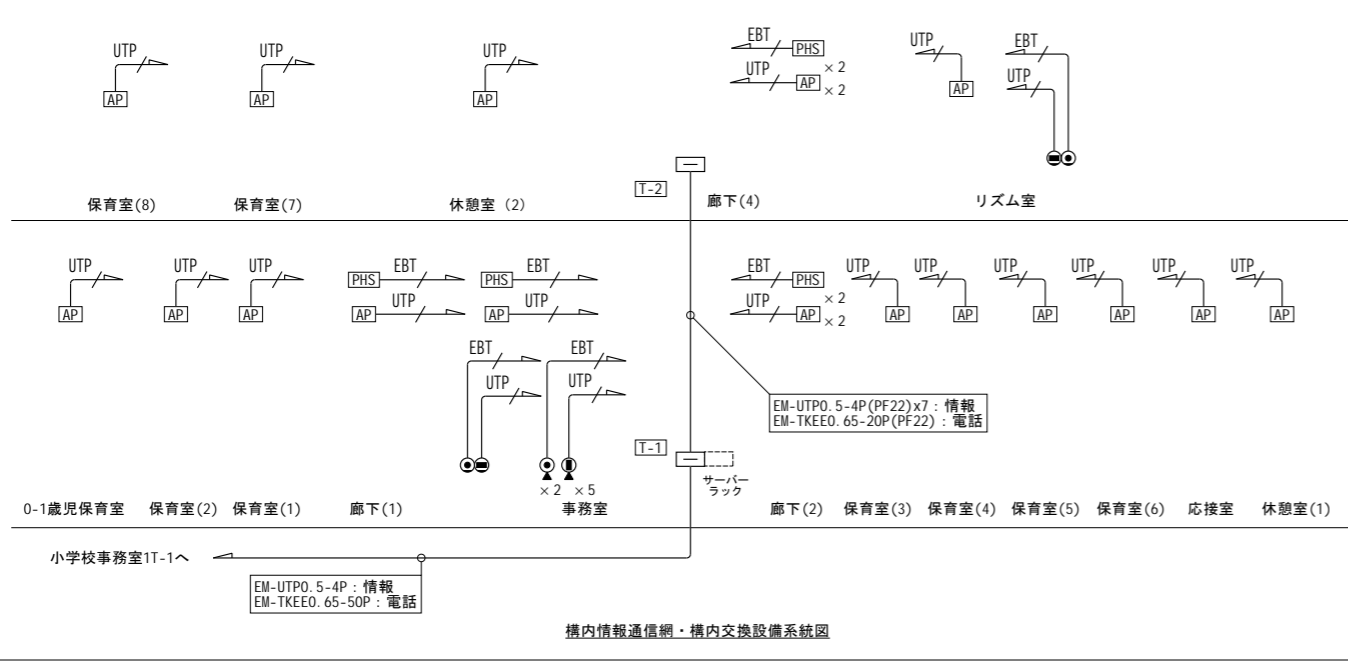 UTP
AP
UTP
AP
UTP
AP
EBT
PHS
×2
UTP
AP
×2
UTP
AP
EBT
UTP
T-2
保育室(8)
保育室(7)
休憩室 (2)
廊下(4)
リズム室
UTP
AP
UTP
AP
UTP
AP
PHS
EBT
AP
UTP
PHS
EBT
AP
UTP
EBT
PHS
×2
UTP
AP
×2
UTP
AP
UTP
AP
UTP
AP
UTP
AP
UTP
AP
UTP
AP
EBT
UTP
EBT
UTP
×2
×5
EM-UTP0.5-4P(PF22)x7：情報
EM-TKEE0.65-20P(PF22)：電話
T-1
サーバー
ラック
0-1歳児保育室
保育室(2)
保育室(1)
廊下(1)
事務室
廊下(2)
保育室(3)
保育室(4)
保育室(5)
保育室(6)
応接室
休憩室(1)
小学校事務室1T-1へ
EM-UTP0.5-4P：情報
EM-TKEE0.65-50P：電話
構内情報通信網・構内交換設備系統図